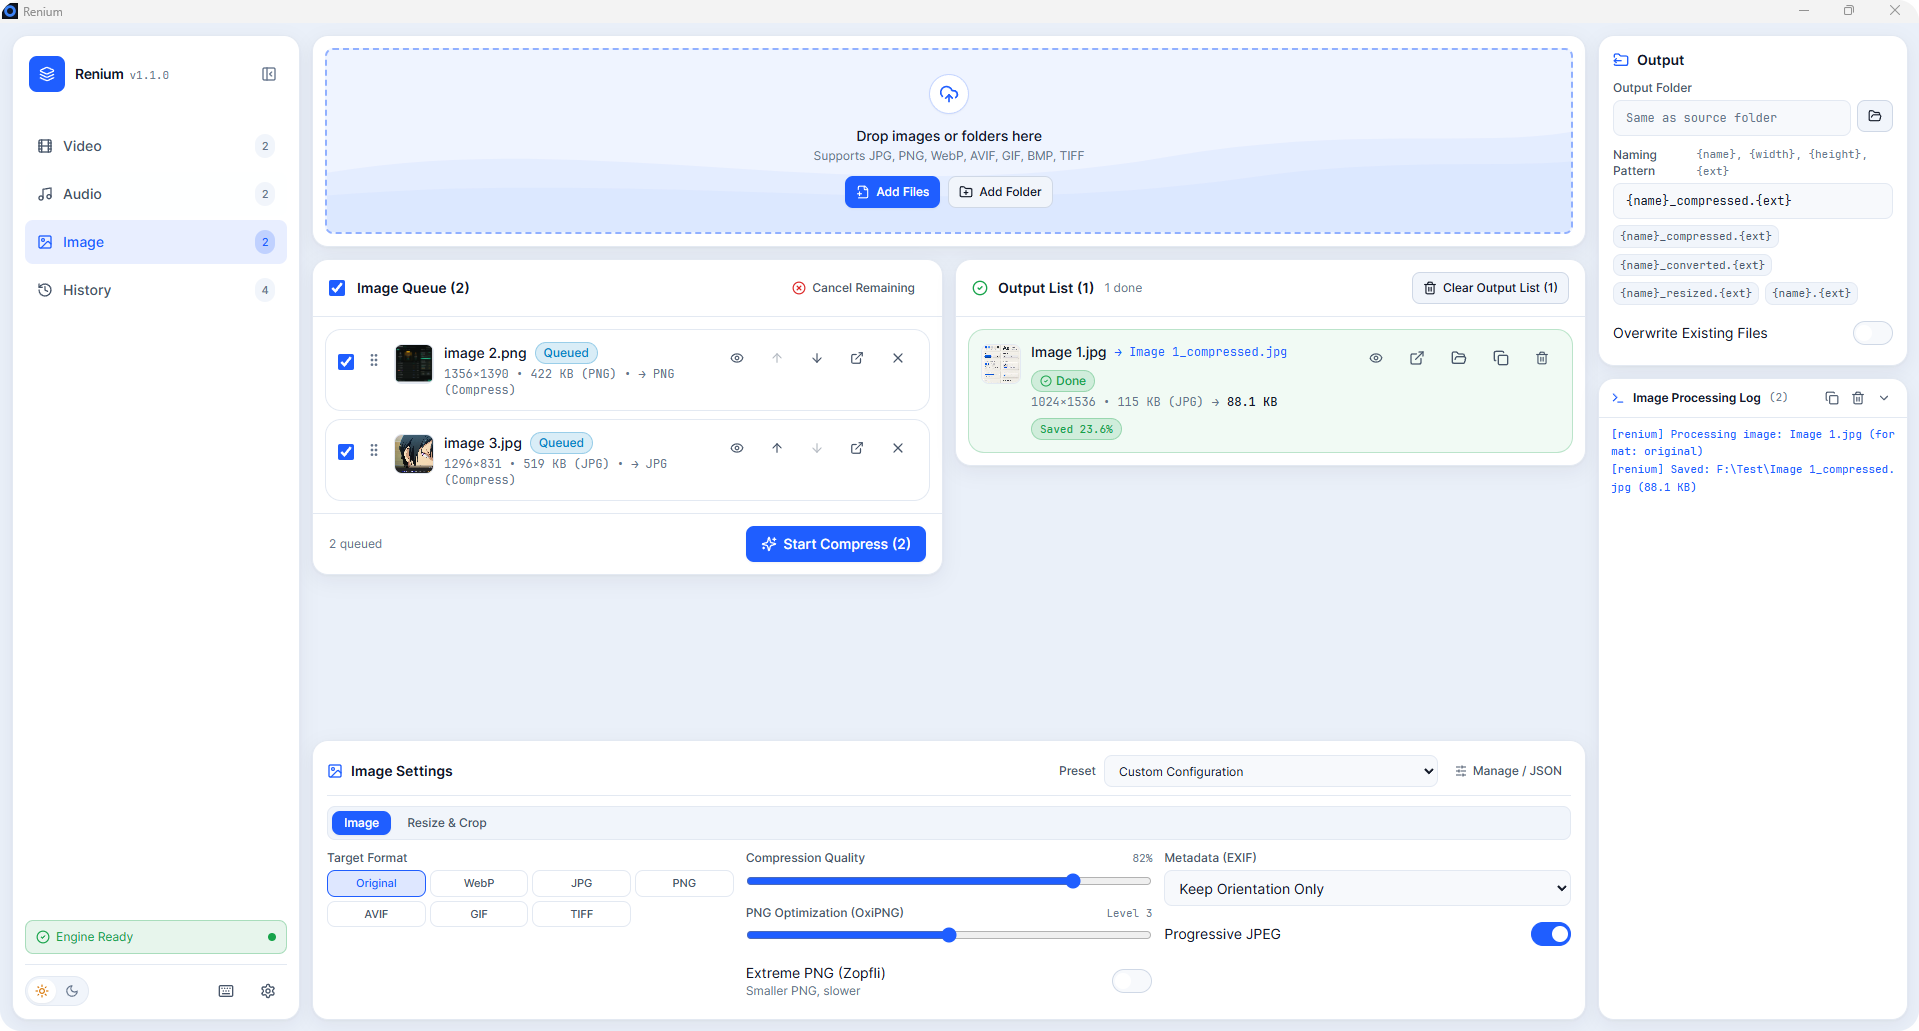 Renium
Renium v1.1.0
Video 2
Audio 2
Image 2
History 4
Engine Ready
Drop images or folders here
Supports JPG, PNG, WebP, AVIF, GIF, BMP, TIFF
Add Files
Add Folder
Image Queue (2)
Cancel Remaining
image 2.png Queued
1356×1390 • 422 KB (PNG) • → PNG
(Compress)
image 3.jpg Queued
1296×831 • 519 KB (JPG) • → JPG
(Compress)
2 queued
Start Compress (2)
Output List (1) 1 done
Clear Output List (1)
Image 1.jpg → Image 1_compressed.jpg
Done
1024×1536 • 115 KB (JPG) → 88.1 KB
Saved 23.6%
Image Settings
Preset Custom Configuration
Manage / JSON
Image Resize & Crop
Target Format
Original WebP JPG PNG
AVIF GIF TIFF
Compression Quality 82%
PNG Optimization (OxiPNG) Level 3
Extreme PNG (Zopfli)
Smaller PNG, slower
Metadata (EXIF)
Keep Orientation Only
Progressive JPEG
Output
Output Folder
Same as source folder
Naming Pattern
{name}, {width}, {height},
{ext}
{name}_compressed.{ext}
{name}_compressed.{ext}
{name}_converted.{ext}
{name}_resized.{ext} {name}.{ext}
Overwrite Existing Files
Image Processing Log (2)
[renium] Processing image: Image 1.jpg (for
mat: original)
[renium] Saved: F:\Test\Image 1_compressed.
jpg (88.1 KB)